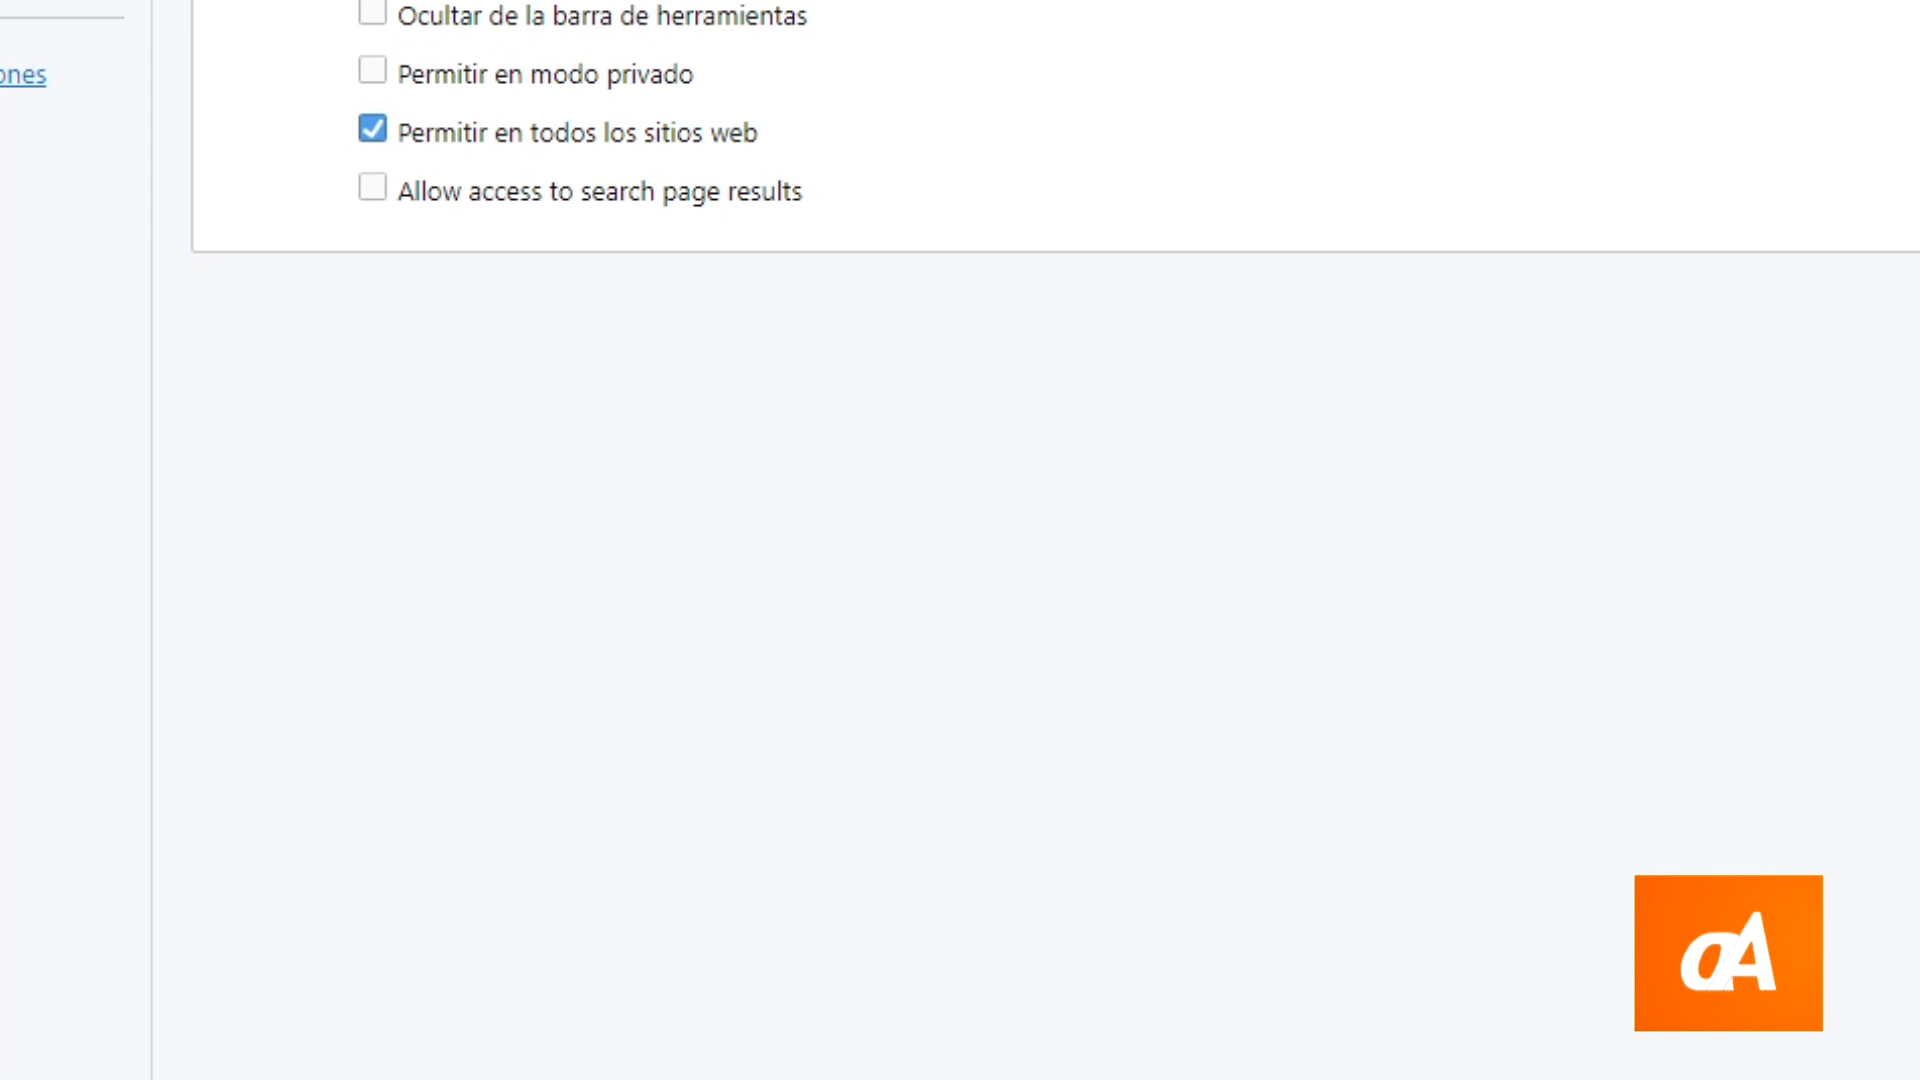 Ocultar de la barra de herramientas
ones
Permitir en modo privado
Permitir en todos los sitios web
Allow access to search page results
aA